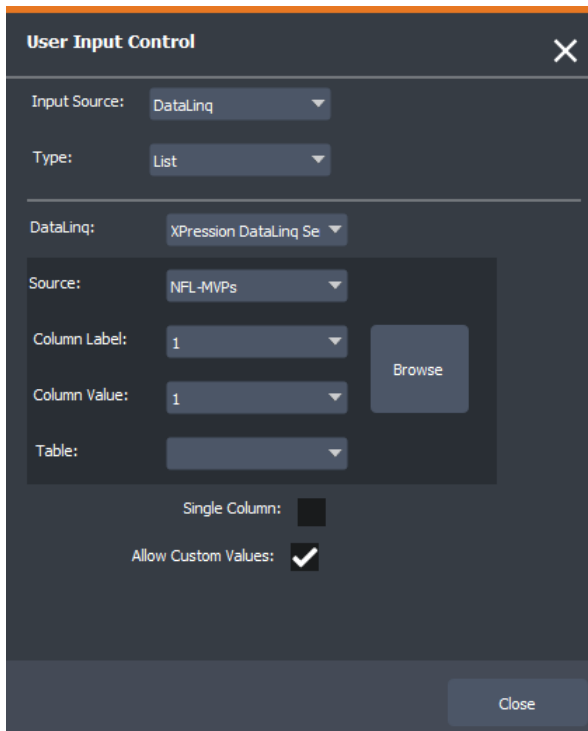 User Input Control
Input Source: DataLinq
Type: List
DataLinq: XPression DataLinq Se
Source: NFL-MVPs
Column Label: 1
Browse
Column Value: 1
Table:
Single Column:
Allow Custom Values:
Close